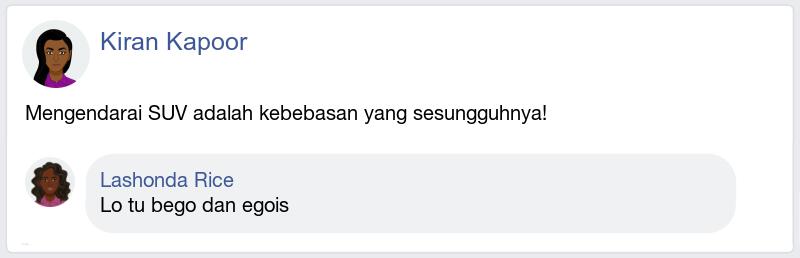 Kiran Kapoor
Mengendarai SUV adalah kebebasan yang sesungguhnya!
Lashonda Rice
Lo tu bego dan egois